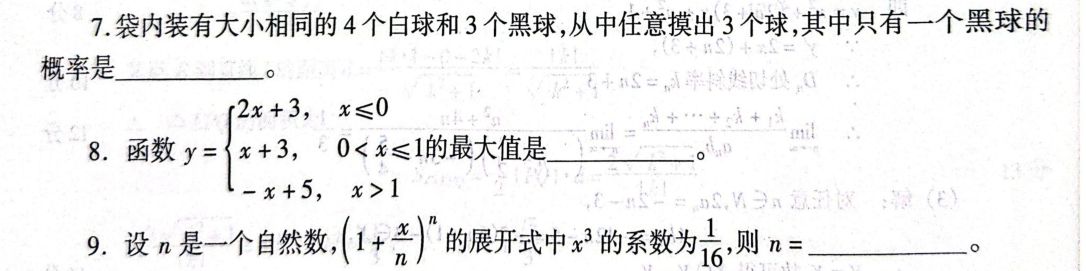 7.袋内装有大小相同的4个白球和3个黑球,从中任意摸出3个球,其中只有一个黑球的
概率是________。
8. 函数 y = { 2x+3, x⩽0
x+3, 0<x⩽1的最大值是________。
-x+5, x>1
9. 设 n 是一个自然数,(1+x/n)^n 的展开式中 x^3 的系数为 1/16,则 n = ________。